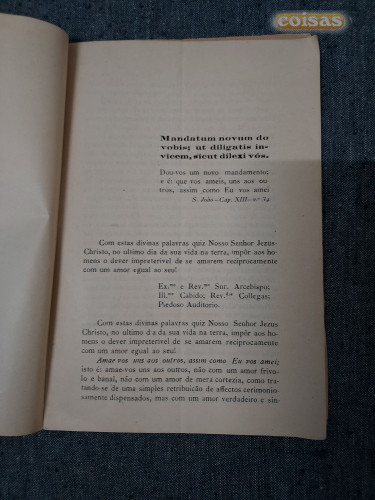 coisas
Mandatum novum do
vobis; ut diligatis in-
vicem, sicut dilexi vós.
Dou-vos um novo mandamento;
e é: que vos ameis, uns aos ou
tros, assim como Eu vos amei
S. João—Cap. XIII—v.º 34
Com estas divinas palavras quiz Nosso Senhor Jezus-
Christo, no ultimo dia da sua vida na terra, impôr aos ho-
mens o dever impreterivel de se amarem reciprocamente
com um amor egual ao seu!
Ex.mo e Rev.mo Snr. Arcebispo;
Ill.mo Cabido; Rev.dos Collegas;
Piedoso Auditorio.
Com estas divinas palavras quiz Nosso Senhor Jezus
Christo, no ultimo dia da sua vida na terra, impôr aos ho-
mens o dever impreterivel de se amarem reciprocamente
com um amor egual ao seu!
Amae vos uns aos outros, assim como Eu vos amei;
isto é: amae-vos uns aos outros, não com um amor frivo-
lo e banal, não com um amor de mera cortezia, como tra-
tando-se de uma simples retribuicão de affectos cerimonio-
samente dispensados, mas com um amor verdadeiro e sin-